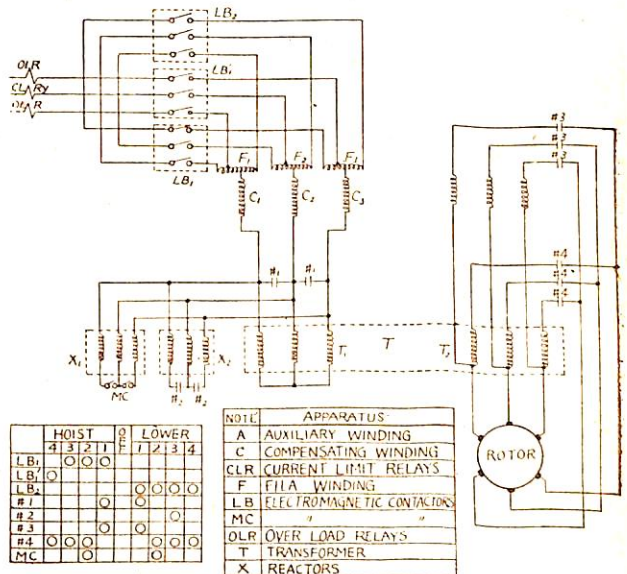 LB₂
OLR
LB₁'
CLRy
OLR
LB₁
F₁ F₂ F₁
C₁ C₂ C₃
#3
#3
#3
#4
#4
#4
#1 #1
X₁ X₂ T₁ T T₂
MC #2 #2
ROTOR
HOIST OFF LOWER
4 3 2 1 1 2 3 4
LB₁ O O O
LB₁' O
LB₂ O O O O
#1 O O
#2 O
#3 O O
#4 O O O O O O
MC O O
NOTE APPARATUS
A AUXILIARY WINDING
C COMPENSATING WINDING
CLR CURRENT LIMIT RELAYS
F FILA WINDING
LB ELECTROMAGNETIC CONTACTORS
MC " "
OLR OVER LOAD RELAYS
T TRANSFORMER
X REACTORS